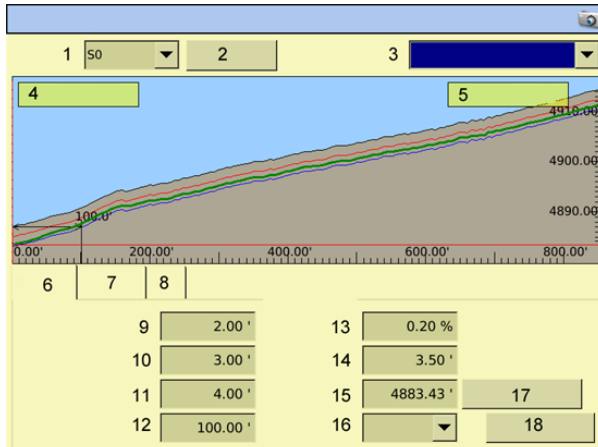 1 S0 2 3
4 5
4910.00
4900.00
4890.00
100.0'
0.00' 200.00' 400.00' 600.00' 800.00'
6 7 8
9 2.00 ' 13 0.20 %
10 3.00 ' 14 3.50 '
11 4.00 ' 15 4883.43 ' 17
12 100.00 ' 16 18